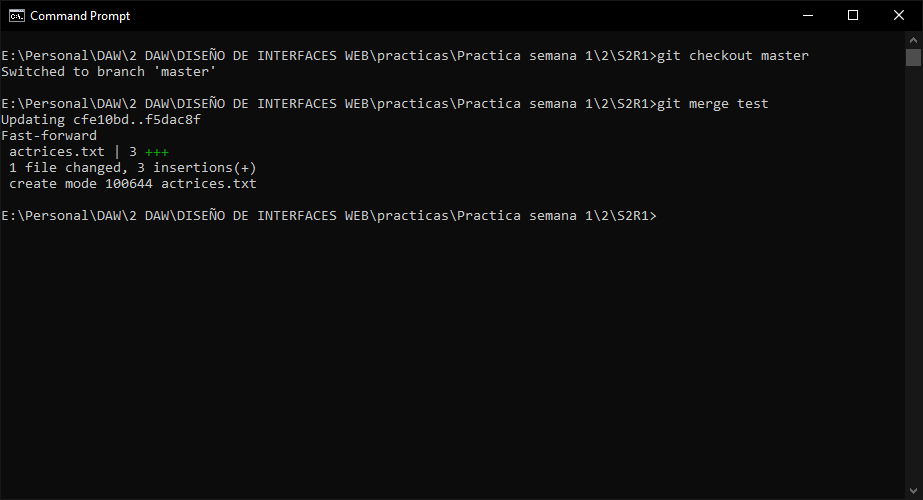 Command Prompt
E:\Personal\DAW\2 DAW\DISEÑO DE INTERFACES WEB\practicas\Practica semana 1\2\S2R1>git checkout master
Switched to branch 'master'
E:\Personal\DAW\2 DAW\DISEÑO DE INTERFACES WEB\practicas\Practica semana 1\2\S2R1>git merge test
Updating cfe10bd..f5dac8f
Fast-forward
 actrices.txt | 3 +++
 1 file changed, 3 insertions(+)
 create mode 100644 actrices.txt
E:\Personal\DAW\2 DAW\DISEÑO DE INTERFACES WEB\practicas\Practica semana 1\2\S2R1>